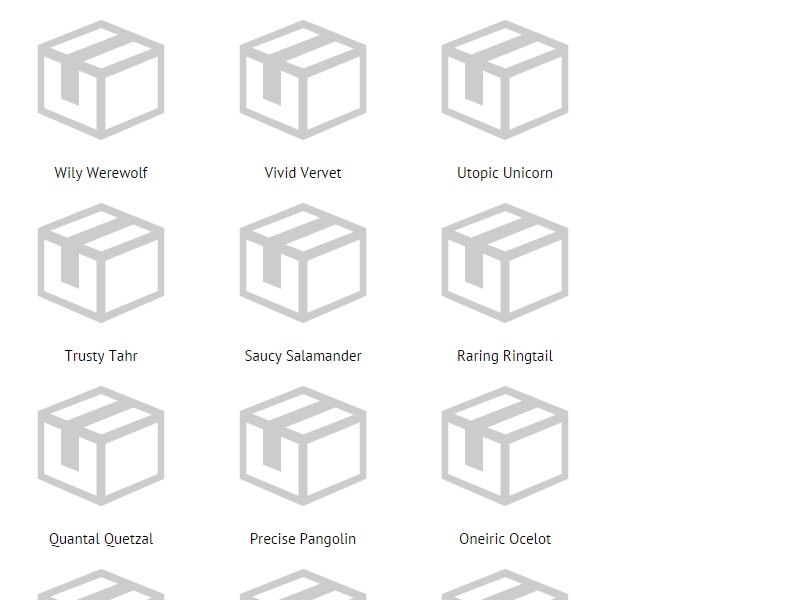 Wily Werewolf
Vivid Vervet
Utopic Unicorn
Trusty Tahr
Saucy Salamander
Raring Ringtail
Quantal Quetzal
Precise Pangolin
Oneiric Ocelot